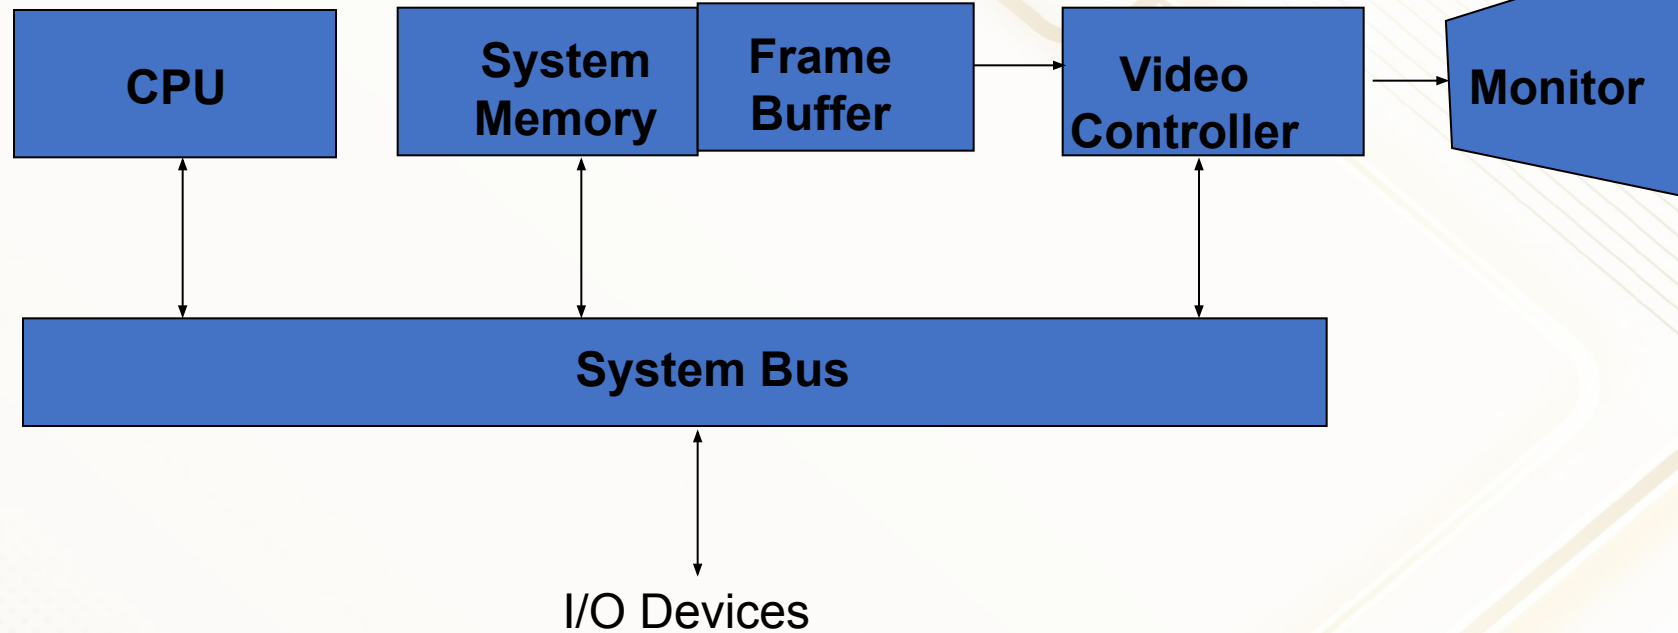 CPU
System
Memory
Frame
Buffer
Video
Controller
Monitor
System Bus
I/O Devices